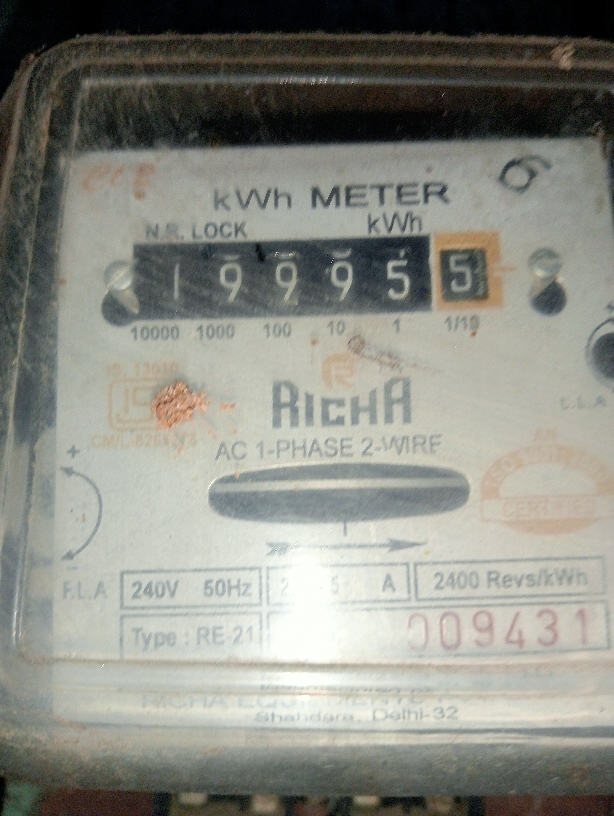 6
kWh METER
N.R. LOCK kWh
1 9 9 9 5 5
10000 1000 100 10 1 1/10
RICHA
AC 1-PHASE 2-WIRE
+
-
F.L.A 240V 50Hz A 2400 Revs/kWh
Type : RE-21 009431
Shahdara, Delhi-32